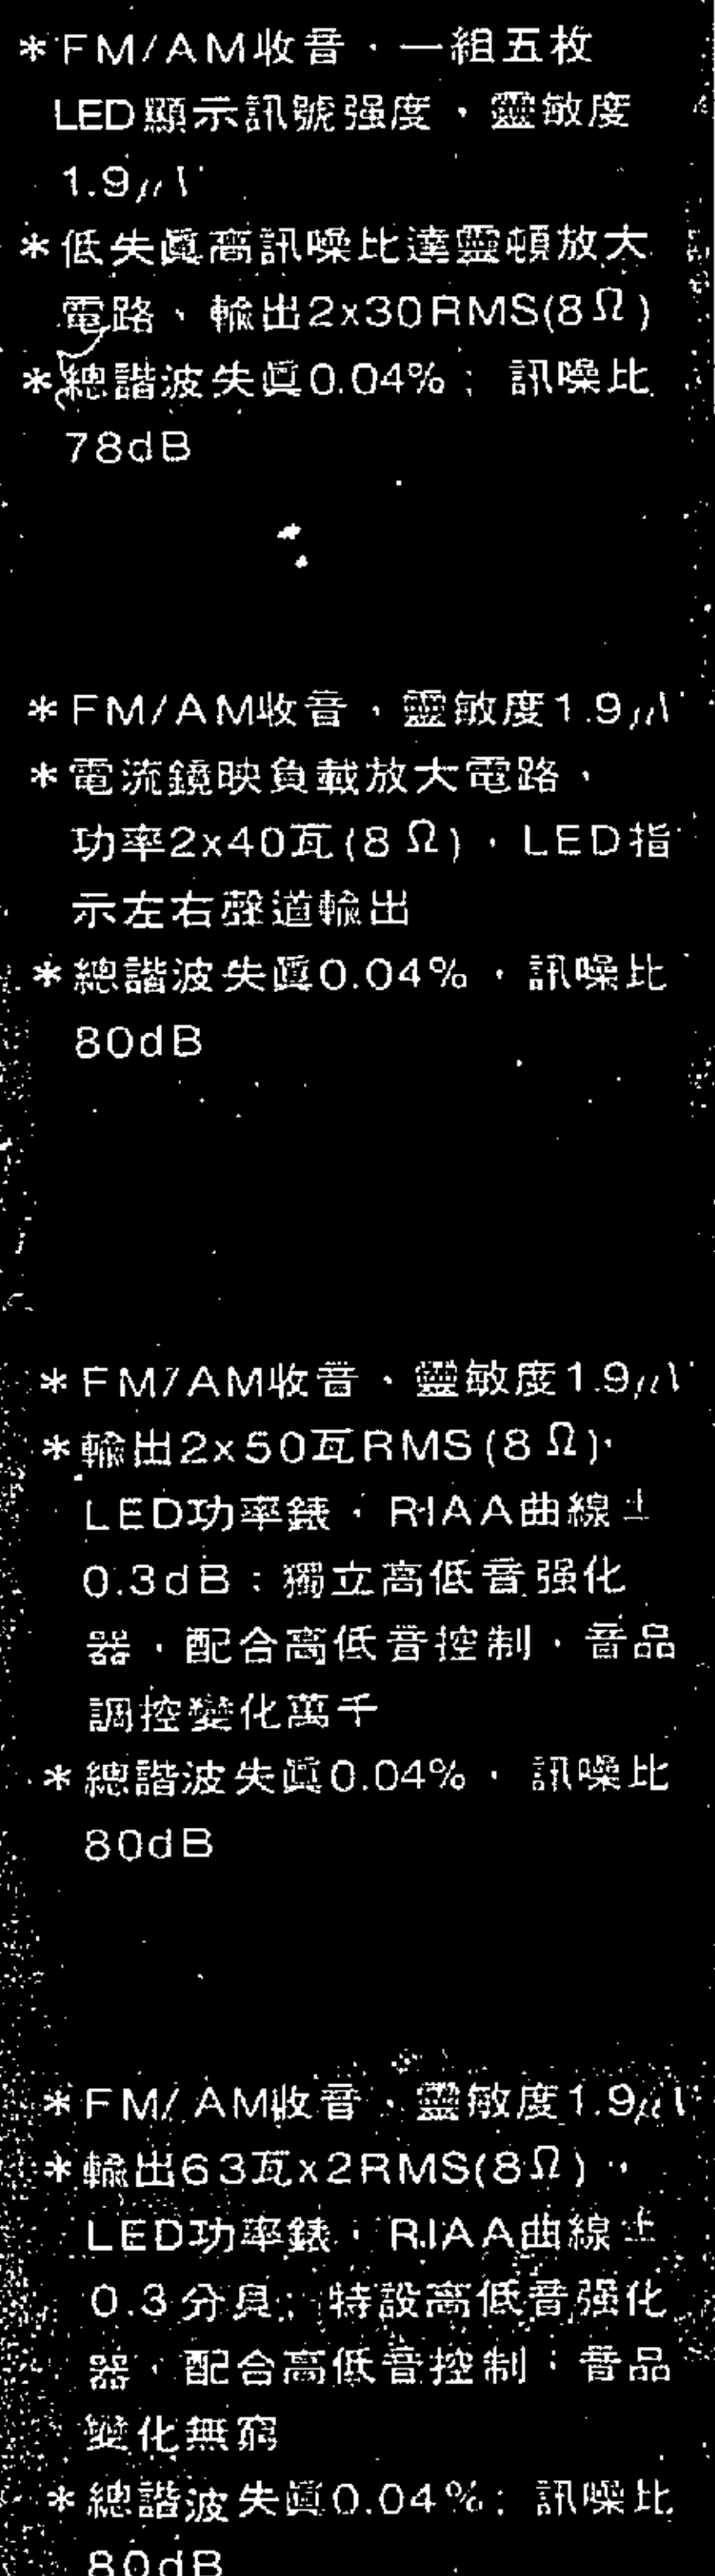 *FM/AM收音，一組五枚
LED顯示訊號强度，靈敏度
1.9μV
*低失眞高訊噪比達靈頓放大
電路、輸出2x30RMS(8Ω)
*總諧波失眞0.04%；訊噪比
78dB
*FM/AM收音，靈敏度1.9μV
*電流鏡映負載放大電路，
功率2x40瓦(8Ω)，LED指
示左右聲道輸出
*總諧波失眞0.04%，訊噪比
80dB
*FM/AM收音，靈敏度1.9μV
*輸出2x50瓦RMS(8Ω)，
LED功率錶，RIAA曲線±
0.3dB；獨立高低音强化
器，配合高低音控制，音品
調控變化萬千
*總諧波失眞0.04%，訊噪比
80dB
*FM/AM收音、靈敏度1.9μV
*輸出63瓦x2RMS(8Ω)，
LED功率錶，RIAA曲線±
0.3分貝；特設高低音强化
器，配合高低音控制；音品
變化無窮
*總諧波失眞0.04%；訊噪比
80dB